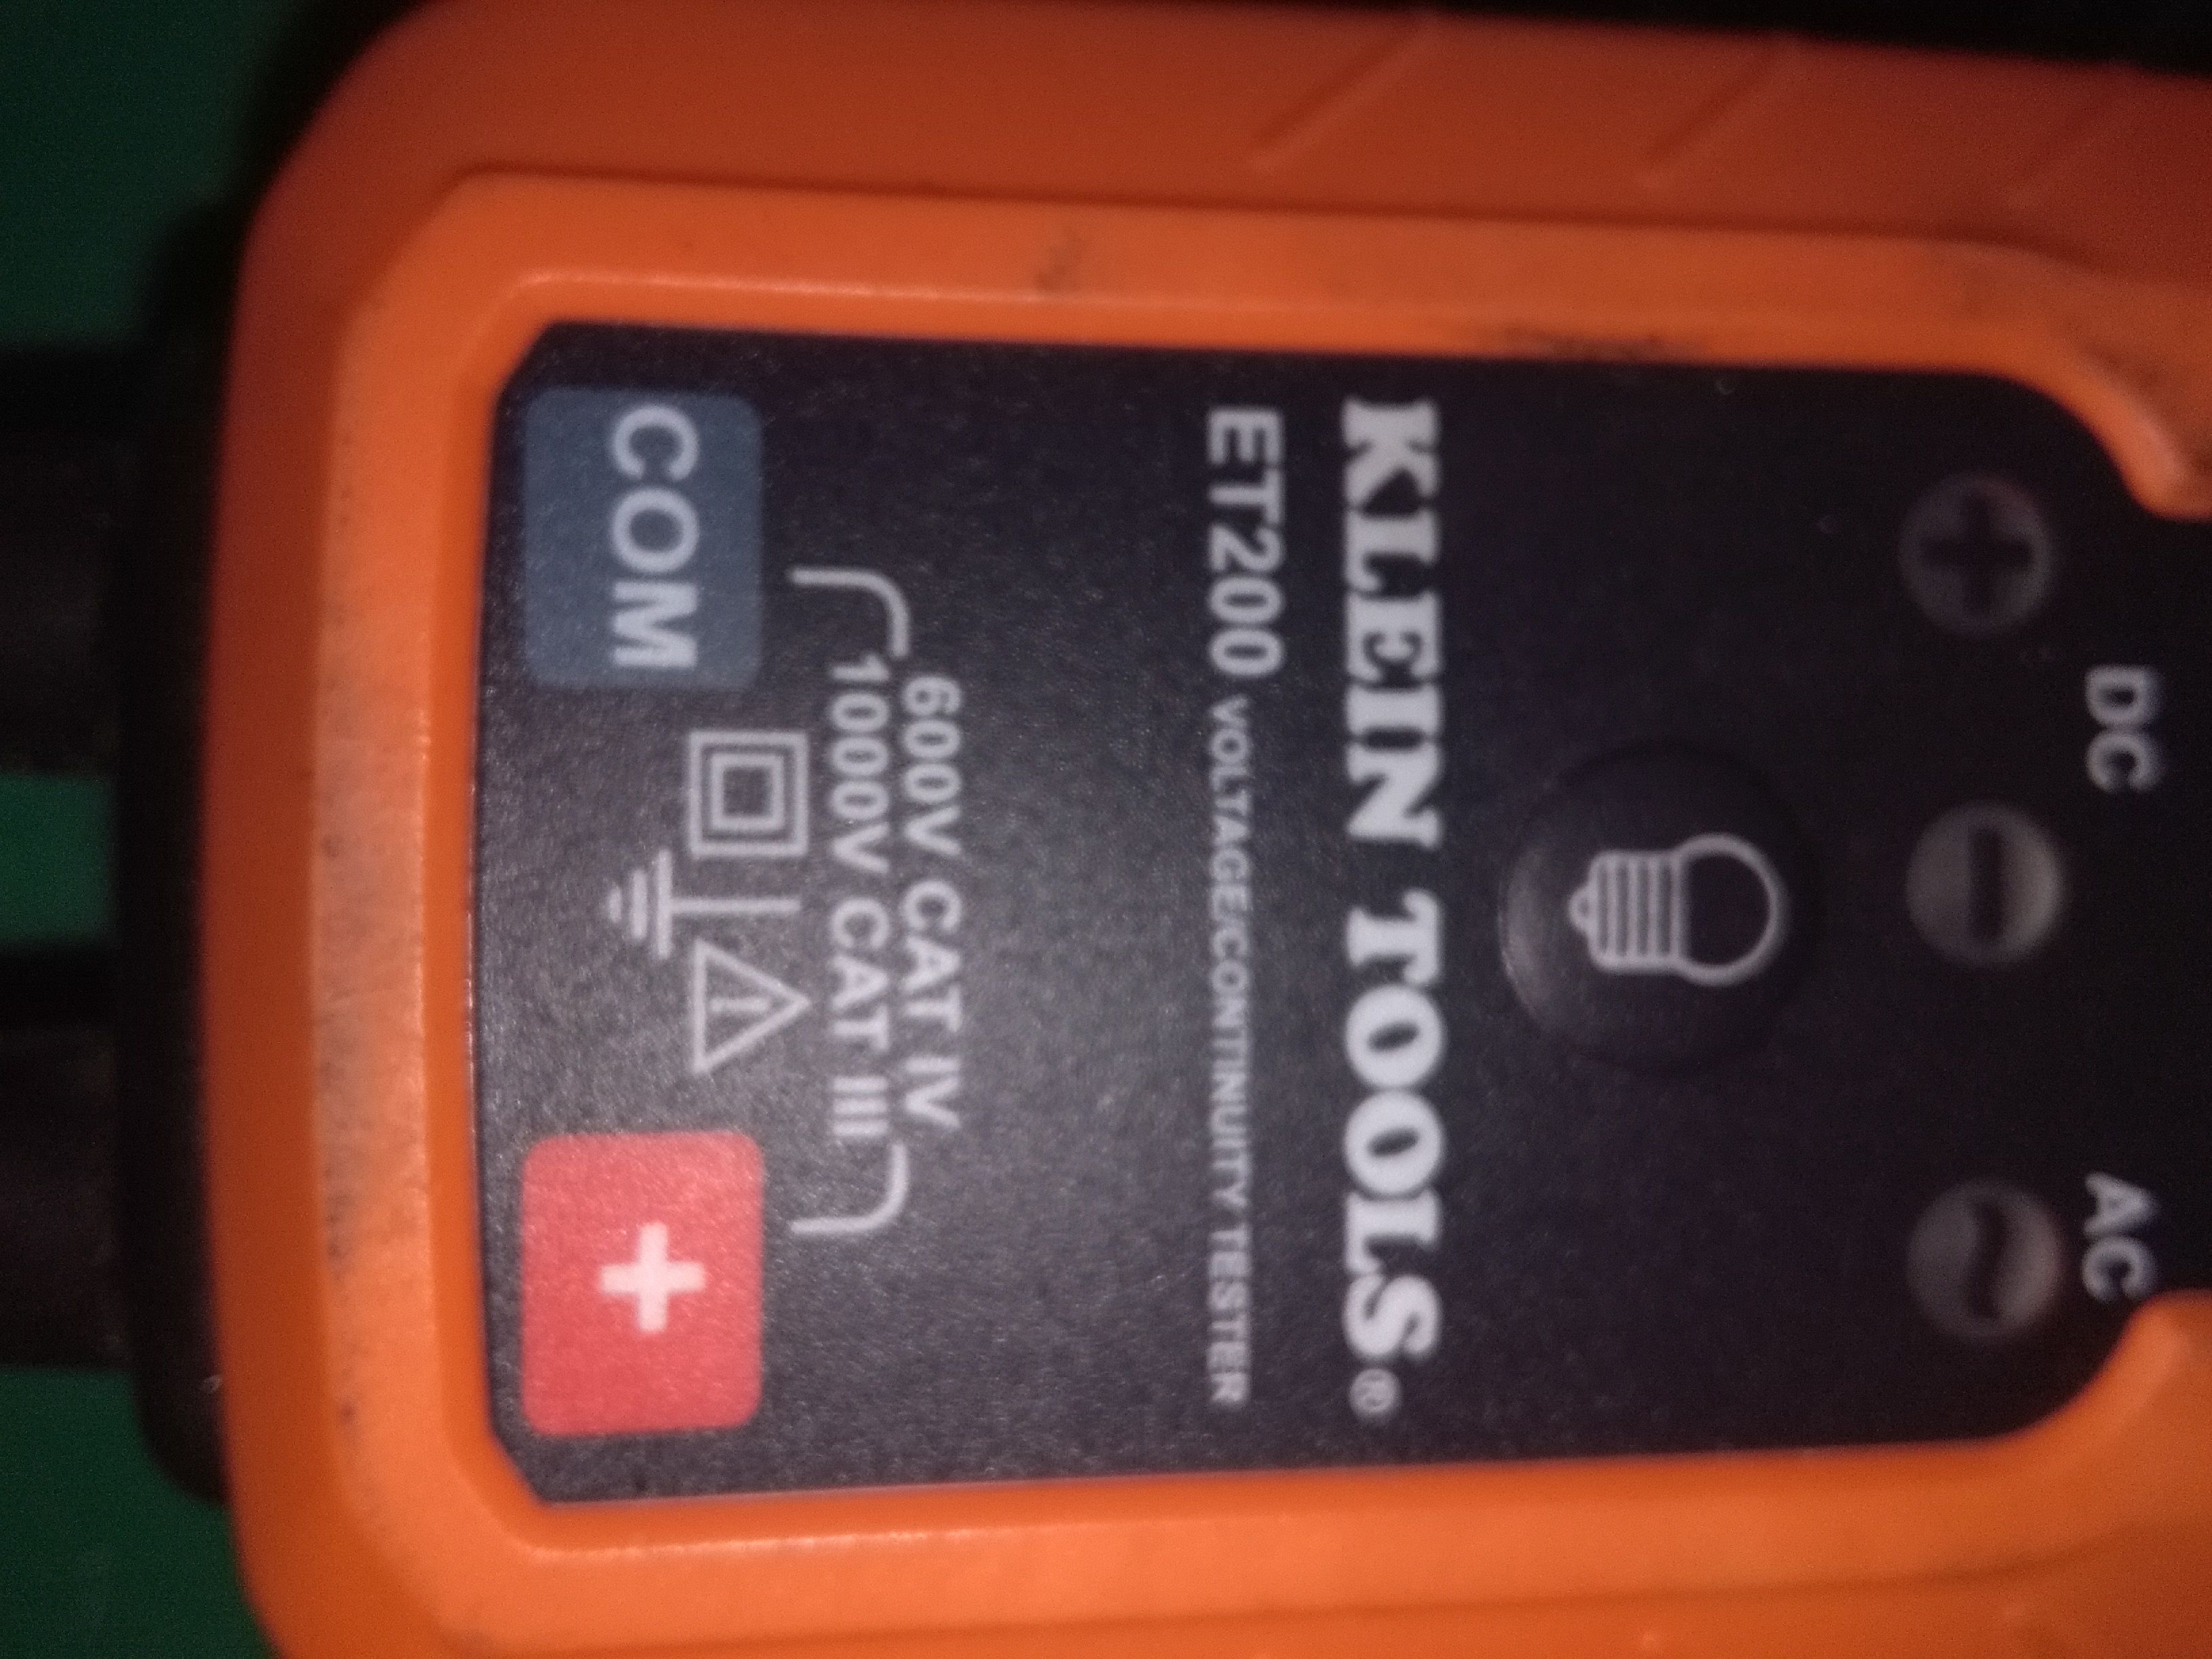 DC AC
KLEIN TOOLS®
ET200 VOLTAGE/CONTINUITY TESTER
600V CAT IV
1000V CAT III
COM +